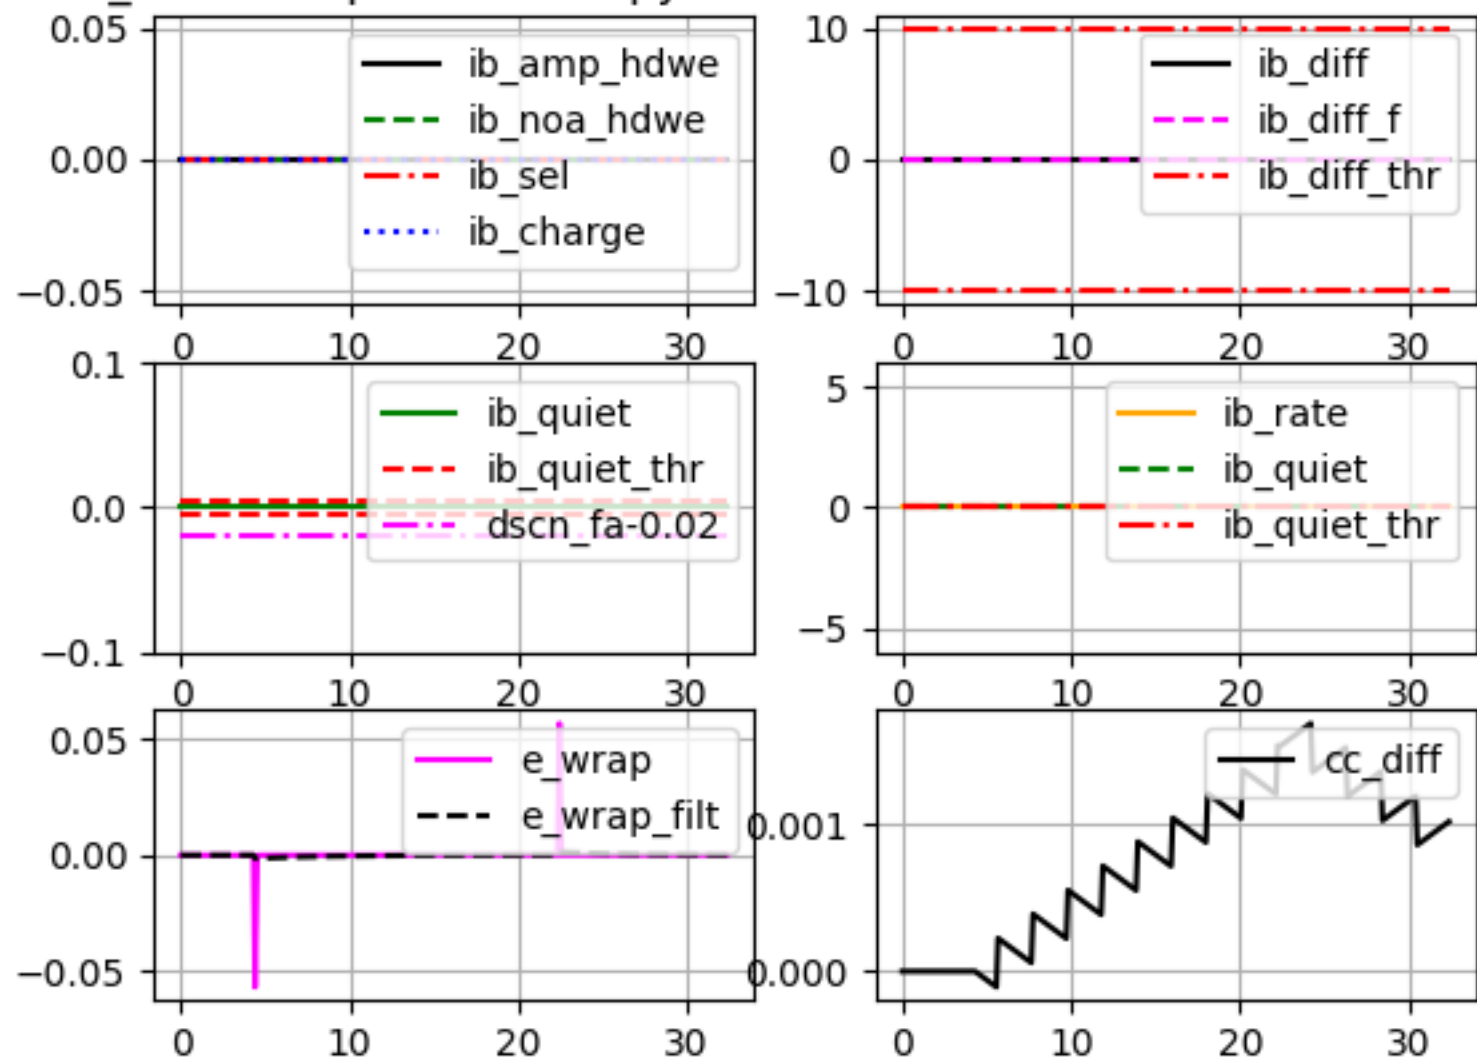 0.05
0.00
−0.05
ib_amp_hdwe
ib_noa_hdwe
ib_sel
ib_charge
0 10 20 30
10
0
−10
ib_diff
ib_diff_f
ib_diff_thr
0 10 20 30
0.1
0.0
−0.1
ib_quiet
ib_quiet_thr
dscn_fa-0.02
0 10 20 30
5
0
−5
ib_rate
ib_quiet
ib_quiet_thr
0 10 20 30
0.05
0.00
−0.05
e_wrap
e_wrap_filt
0 10 20 30
0.001
0.000
cc_diff
0 10 20 30